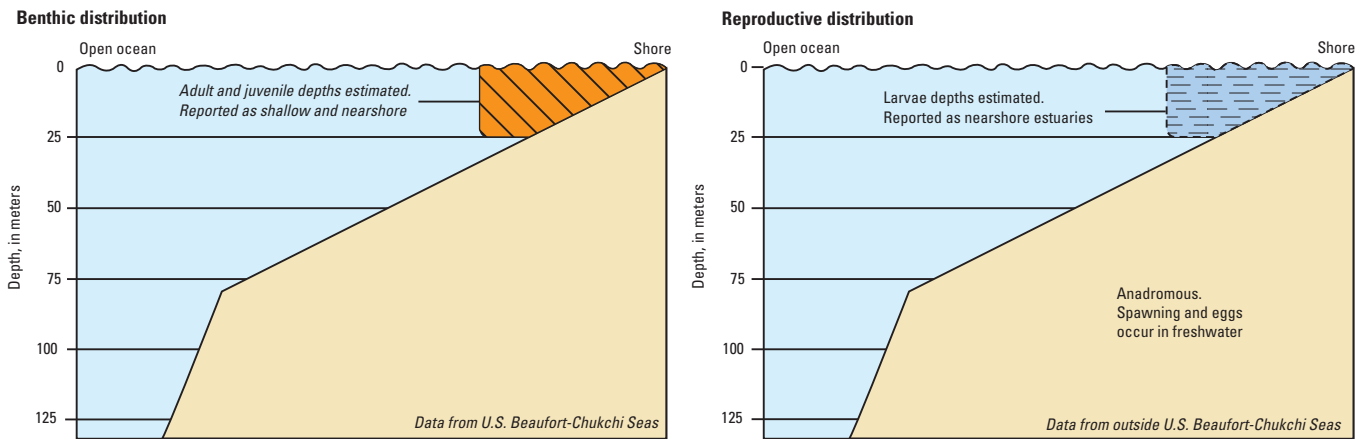 Benthic distribution
Open ocean
Shore
0
Adult and juvenile depths estimated.
Reported as shallow and nearshore
25
50
75
100
125
Depth, in meters
Data from U.S. Beaufort-Chukchi Seas
Reproductive distribution
Open ocean
Shore
0
Larvae depths estimated.
Reported as nearshore estuaries
25
50
75
Anadromous.
Spawning and eggs
occur in freshwater
100
125
Depth, in meters
Data from outside U.S. Beaufort-Chukchi Seas